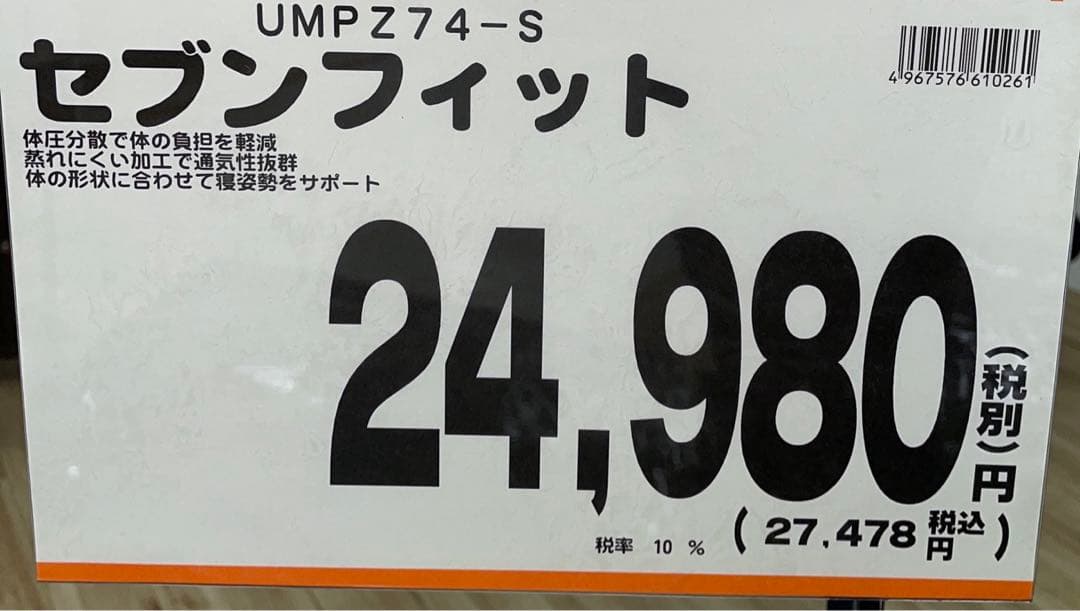 UMPZ74-S
セブンフィット
4967576610261
体圧分散で体の負担を軽減
蒸れにくい加工で通気性抜群
体の形状に合わせて寝姿勢をサポート
24,980(税別)円
税率 10 % (27,478税込円)